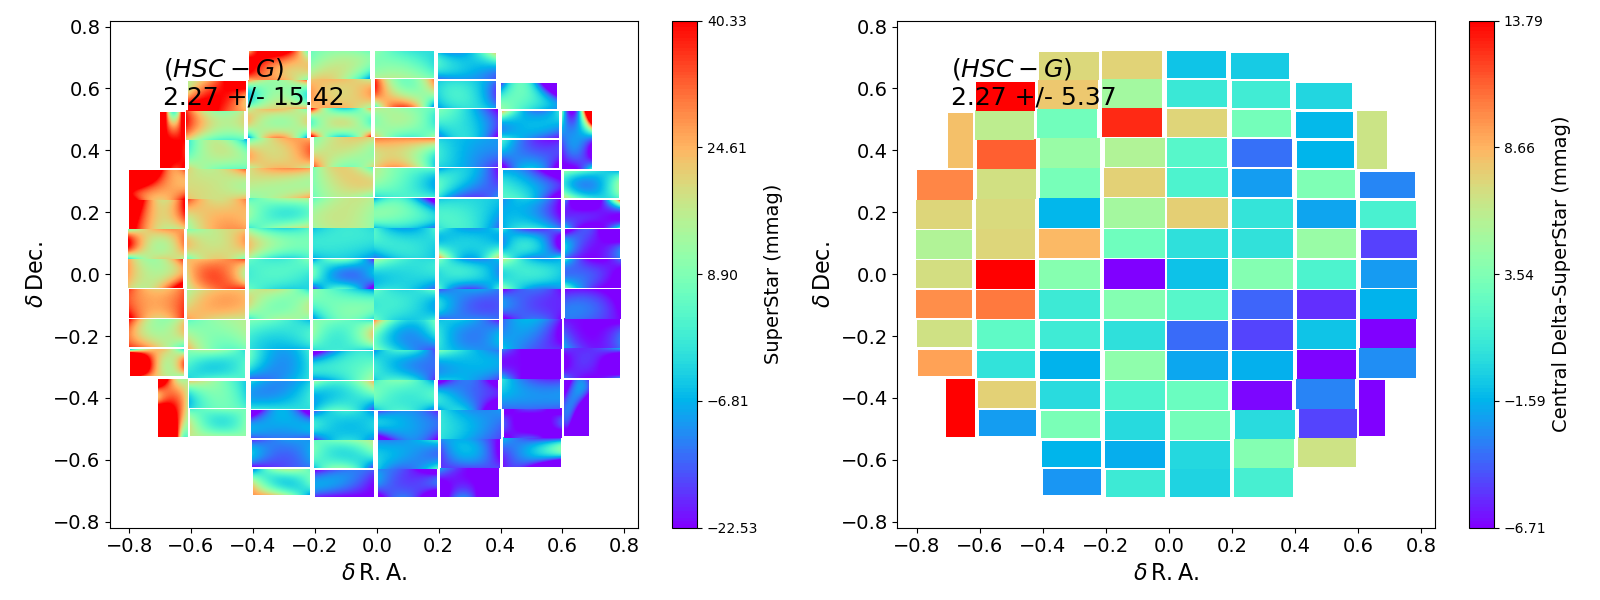 (HSC − G)
2.27 +/- 15.42
0.8
0.6
0.4
0.2
0.0
−0.2
−0.4
−0.6
−0.8
δ Dec.
−0.8 −0.6 −0.4 −0.2 0.0 0.2 0.4 0.6 0.8
δ R. A.
40.33
24.61
8.90
−6.81
−22.53
SuperStar (mmag)
(HSC − G)
2.27 +/- 5.37
0.8
0.6
0.4
0.2
0.0
−0.2
−0.4
−0.6
−0.8
δ Dec.
−0.8 −0.6 −0.4 −0.2 0.0 0.2 0.4 0.6 0.8
δ R. A.
13.79
8.66
3.54
−1.59
−6.71
Central Delta-SuperStar (mmag)